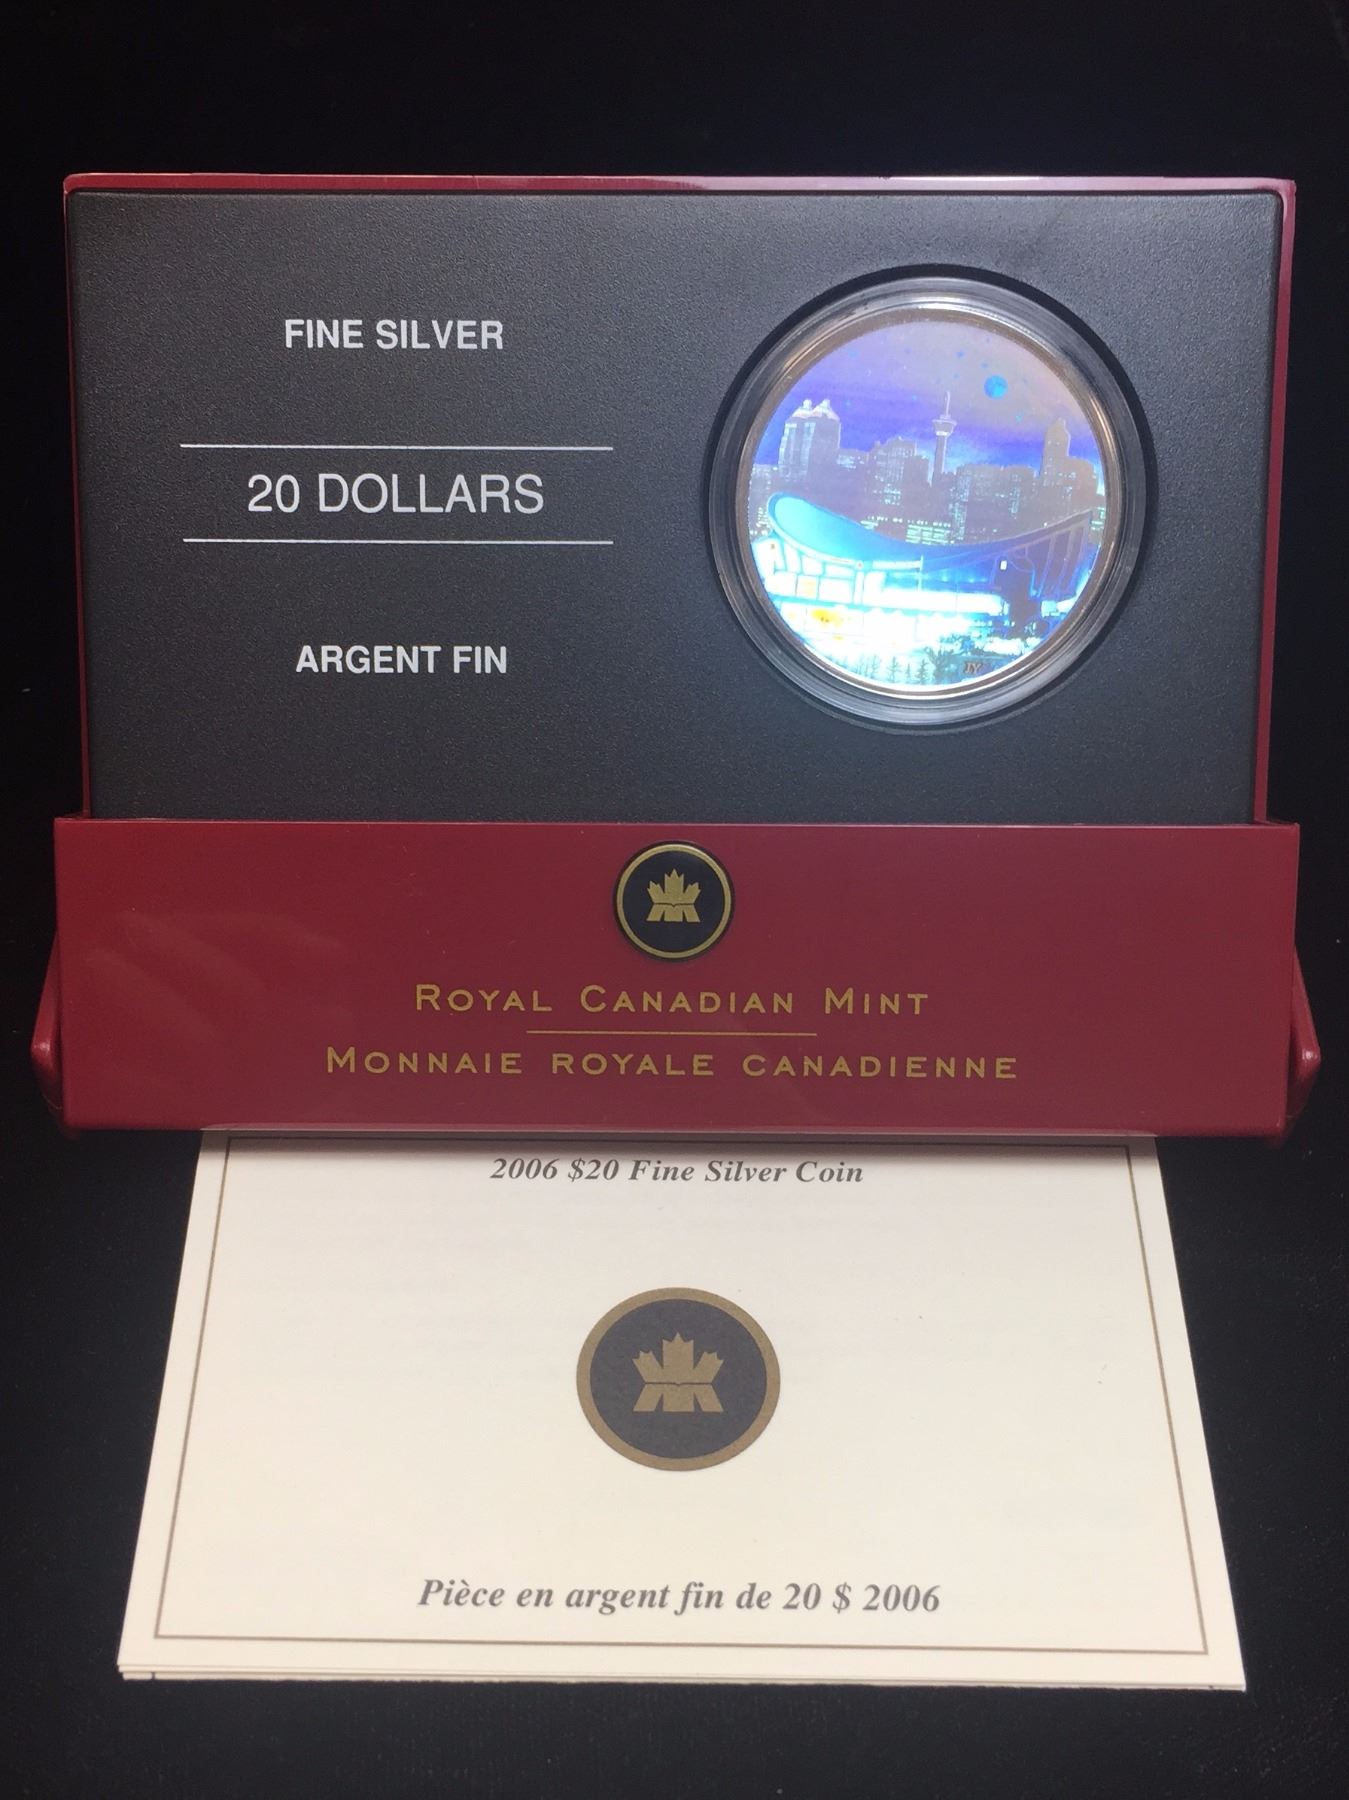 FINE SILVER
20 DOLLARS
ARGENT FIN
JY
ROYAL CANADIAN MINT
MONNAIE ROYALE CANADIENNE
2006 $20 Fine Silver Coin
Pièce en argent fin de 20 $ 2006